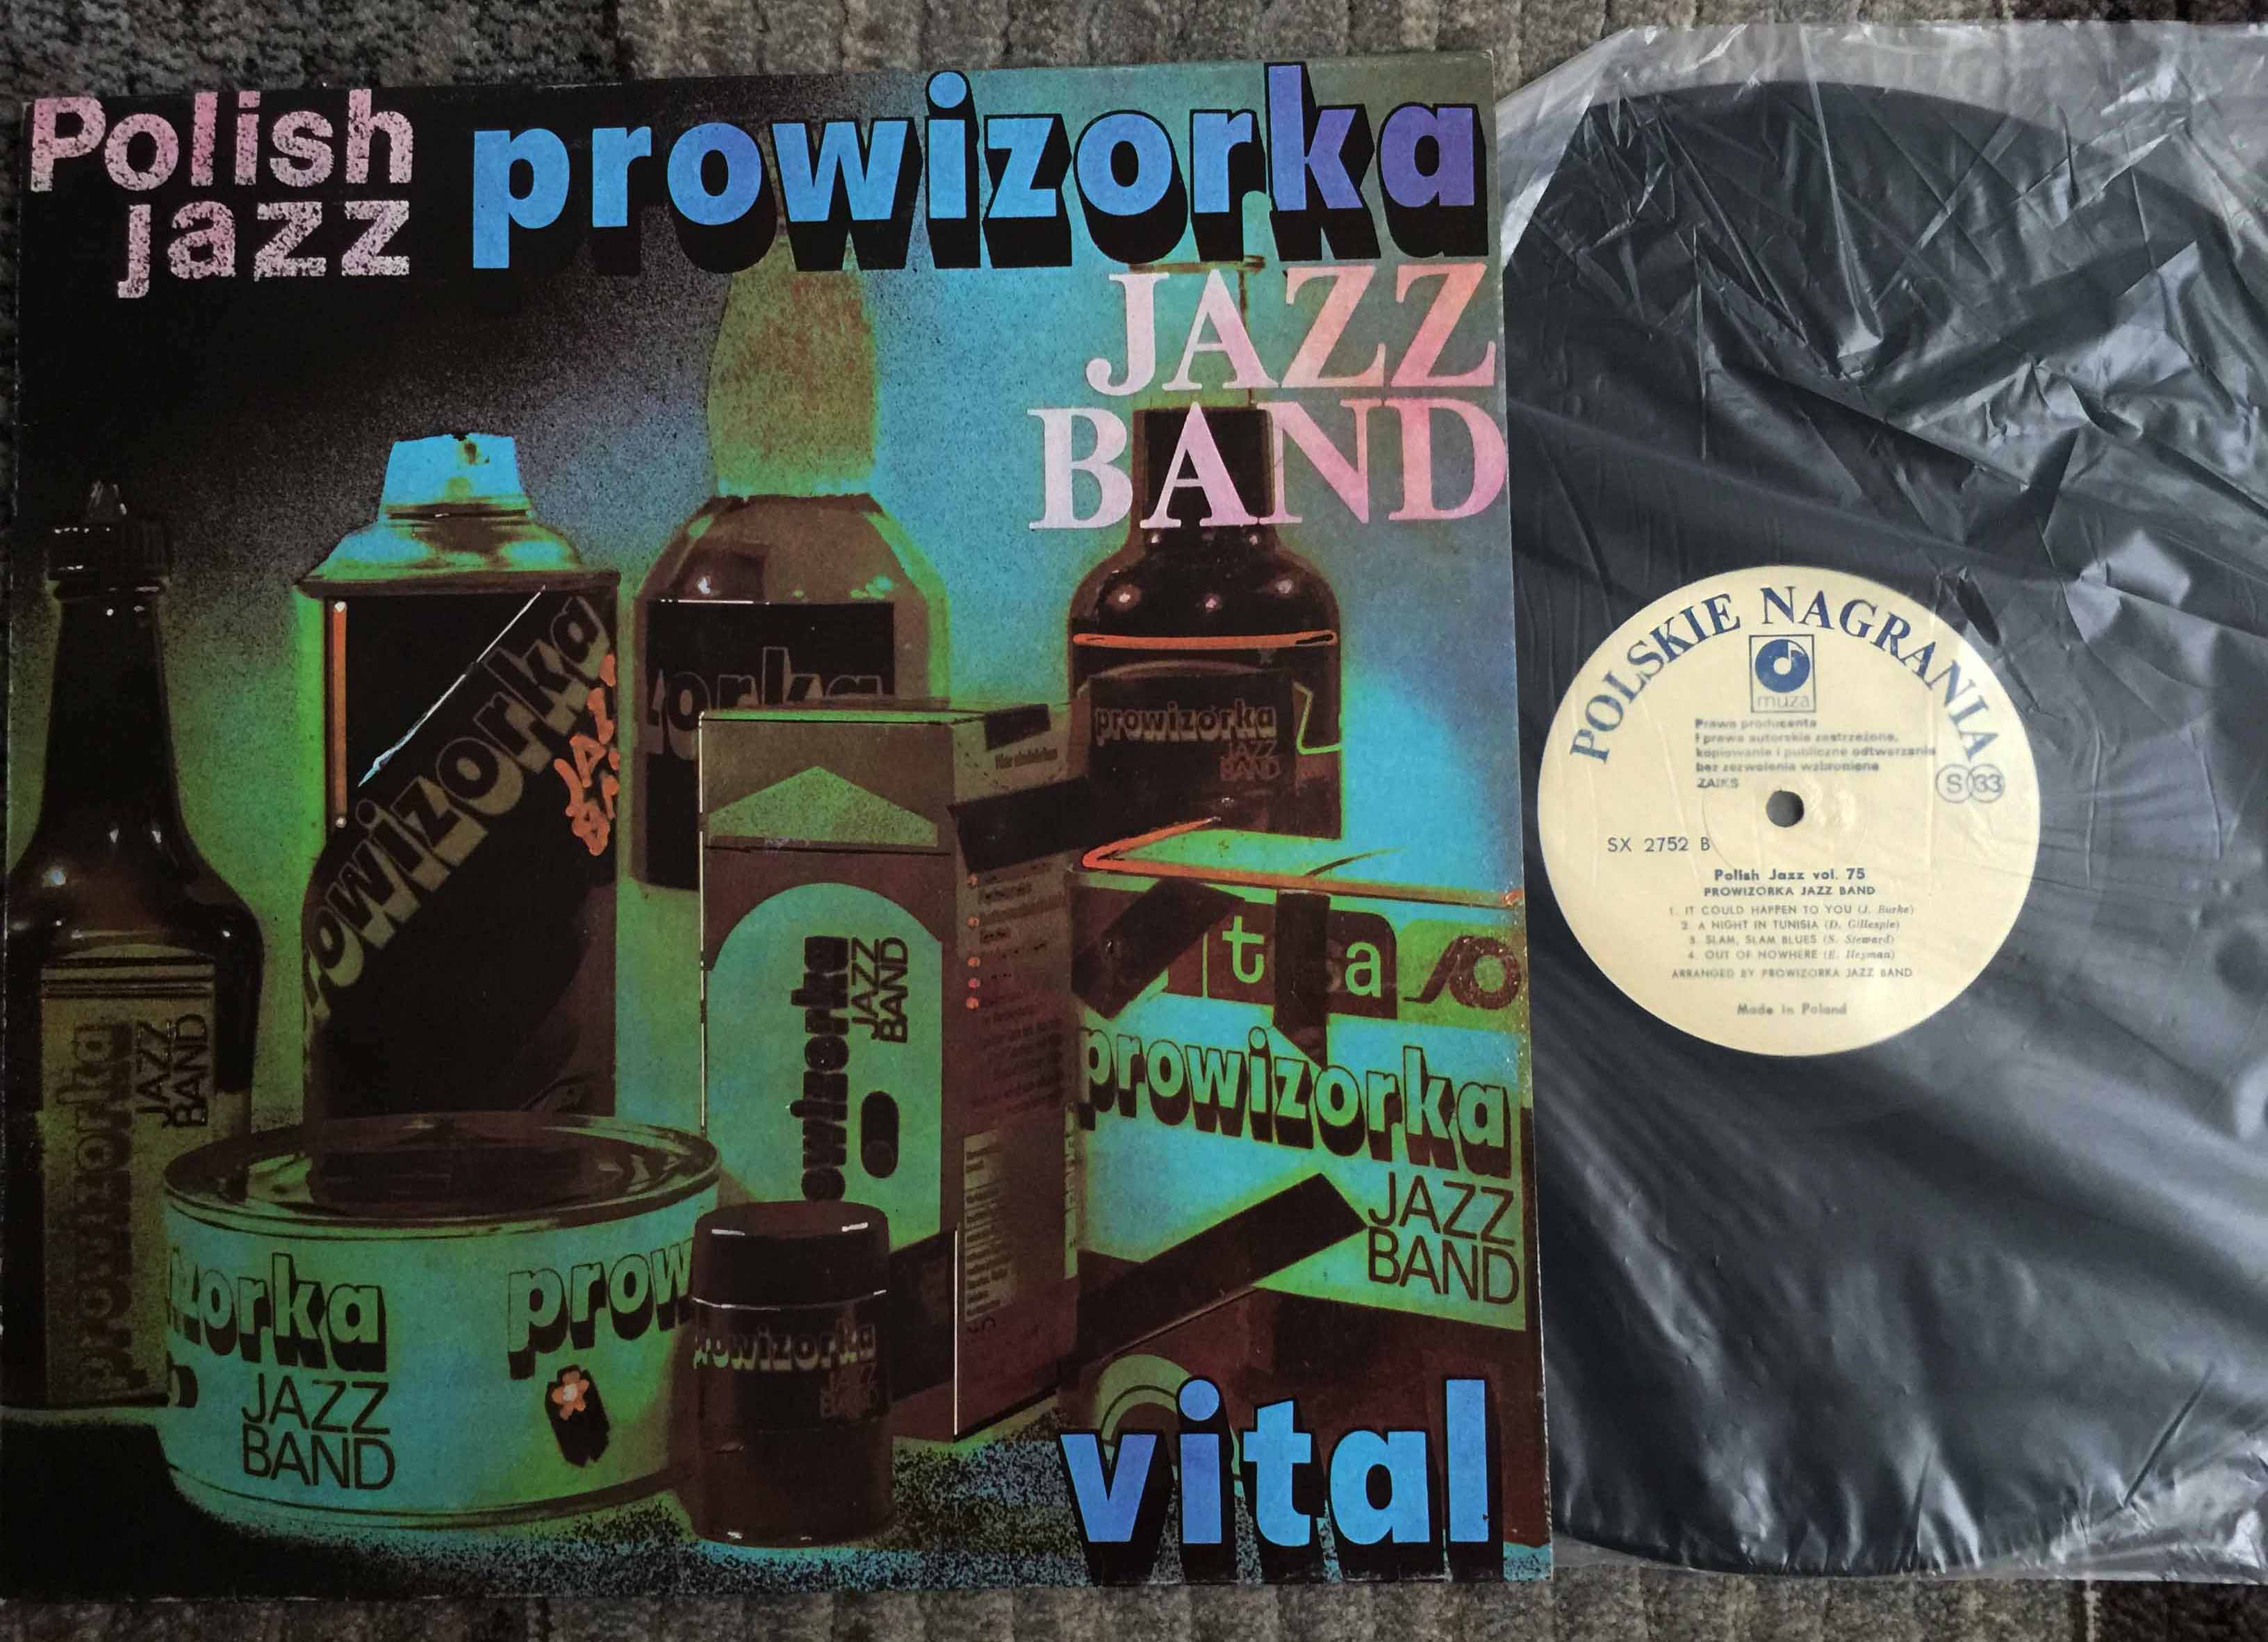 Polish
jazz
prowizorka
JAZZ
BAND
prowizorka
orka
prowizorka
JAZZ
BAND
prowizorka
JAZZ
BAND
prowizorka
JAZZ
BAND
zorka
JAZZ
BAND
prow
prowizorka
owizorka
JAZZ
BAND
prowizorka
JAZZ
BAND
vital
POLSKIE NAGRANIA
muza
Prawa producenta
i prawa autorskie zastrzeżone,
kopiowanie i publiczne odtwarzanie
bez zezwolenia wzbronione
ZAIKS
S 33
SX 2752 B
Polish Jazz vol. 75
PROWIZORKA JAZZ BAND
1. IT COULD HAPPEN TO YOU (J. Burke)
2. A NIGHT IN TUNISIA (D. Gillespie)
3. SLAM, SLAM BLUES (S. Steward)
4. OUT OF NOWHERE (E. Heyman)
ARRANGED BY PROWIZORKA JAZZ BAND
Made in Poland